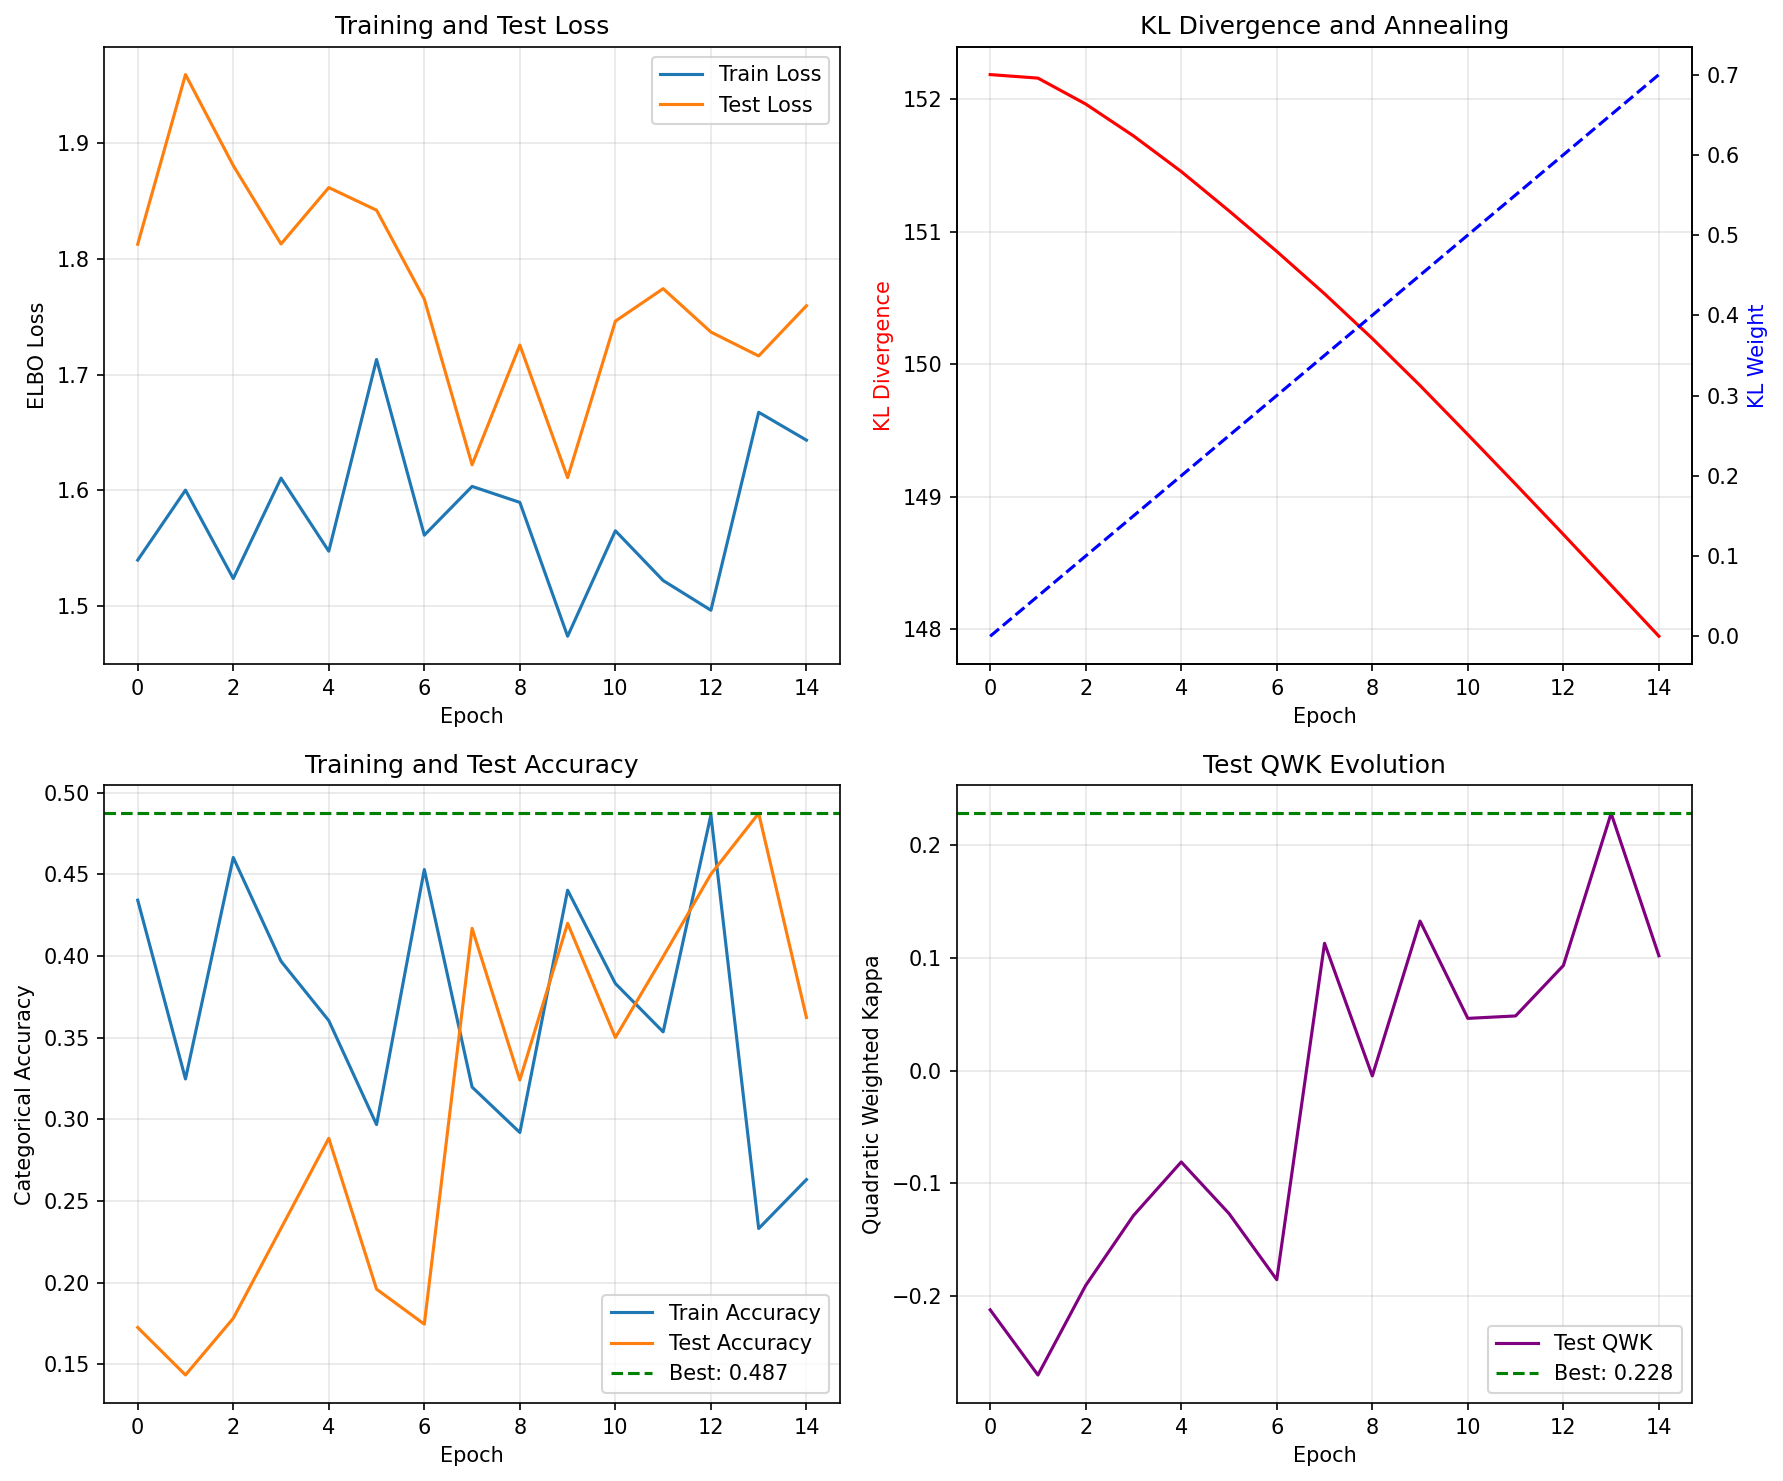 Training and Test Loss
1.9
1.8
1.7
1.6
1.5
ELBO Loss
Train Loss
Test Loss
0 2 4 6 8 10 12 14
Epoch
KL Divergence and Annealing
152
151
150
149
148
KL Divergence
0.7
0.6
0.5
0.4
0.3
0.2
0.1
0.0
KL Weight
0 2 4 6 8 10 12 14
Epoch
Training and Test Accuracy
0.50
0.45
0.40
0.35
0.30
0.25
0.20
0.15
Categorical Accuracy
Train Accuracy
Test Accuracy
Best: 0.487
0 2 4 6 8 10 12 14
Epoch
Test QWK Evolution
0.2
0.1
0.0
−0.1
−0.2
Quadratic Weighted Kappa
Test QWK
Best: 0.228
0 2 4 6 8 10 12 14
Epoch